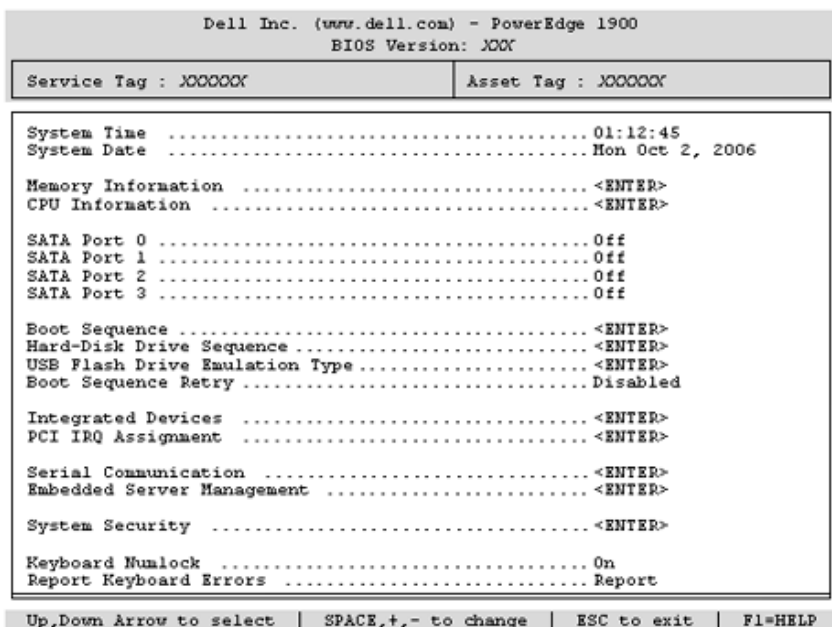 Dell Inc. (www.dell.com) - PowerEdge 1900
BIOS Version: XXX
Service Tag : XXXXXX Asset Tag : XXXXXX
System Time ........................................ 01:12:45
System Date ........................................ Mon Oct 2, 2006
Memory Information ................................. <ENTER>
CPU Information .................................... <ENTER>
SATA Port 0 ......................................... Off
SATA Port 1 ......................................... Off
SATA Port 2 ......................................... Off
SATA Port 3 ......................................... Off
Boot Sequence ....................................... <ENTER>
Hard-Disk Drive Sequence ............................ <ENTER>
USB Flash Drive Emulation Type ...................... <ENTER>
Boot Sequence Retry ................................. Disabled
Integrated Devices ................................. <ENTER>
PCI IRQ Assignment ................................. <ENTER>
Serial Communication ............................... <ENTER>
Embedded Server Management ......................... <ENTER>
System Security .................................... <ENTER>
Keyboard Numlock ................................... On
Report Keyboard Errors ............................. Report
Up,Down Arrow to select | SPACE,+,- to change | ESC to exit | F1=HELP